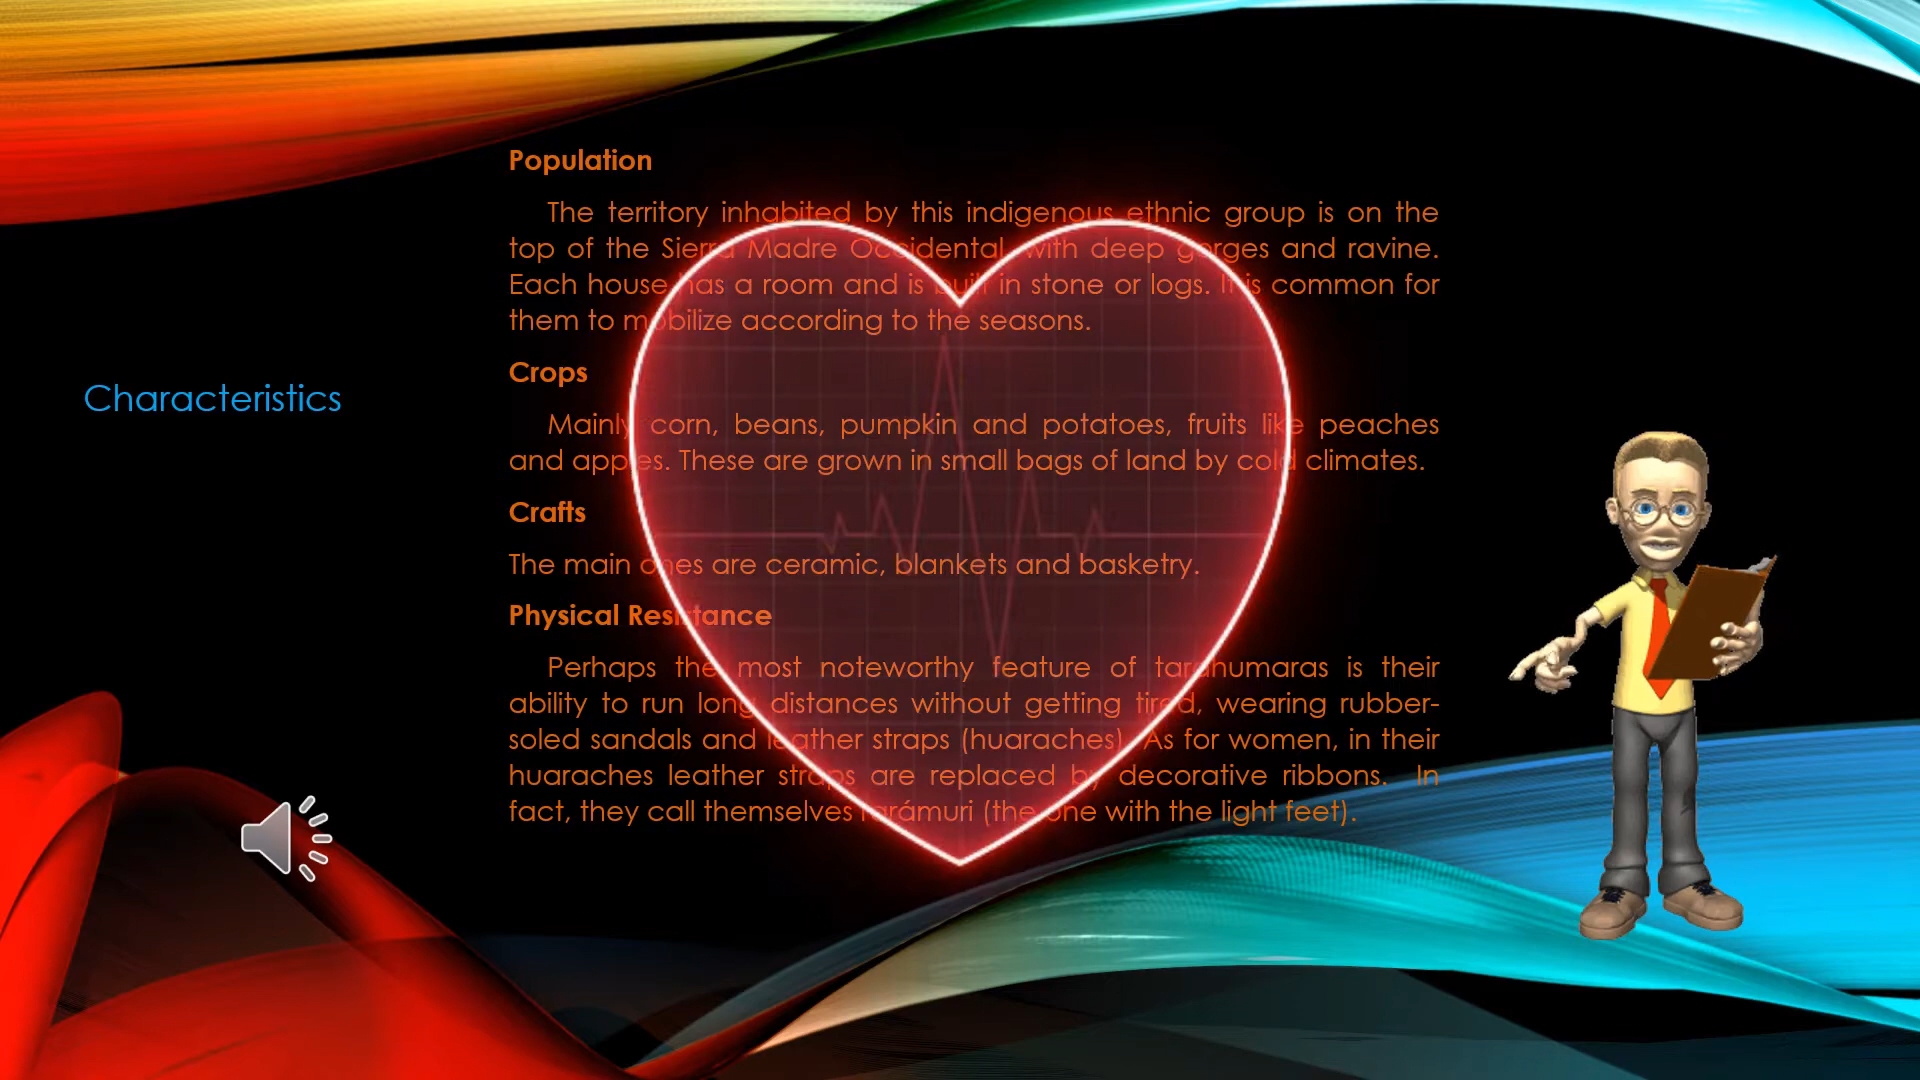 Population
The territory inhabited by this indigenous ethnic group is on the
top of the Sierra Madre Occidental, with deep gorges and ravine.
Each house has a room and is built in stone or logs. It is common for
them to mobilize according to the seasons.
Crops
Characteristics
Mainly corn, beans, pumpkin and potatoes, fruits like peaches
and apples. These are grown in small bags of land by cold climates.
Crafts
The main ones are ceramic, blankets and basketry.
Physical Resistance
Perhaps the most noteworthy feature of tarahumaras is their
ability to run long distances without getting tired, wearing rubber-
soled sandals and leather straps (huaraches). As for women, in their
huaraches leather straps are replaced by decorative ribbons. In
fact, they call themselves rarámuri (the one with the light feet).